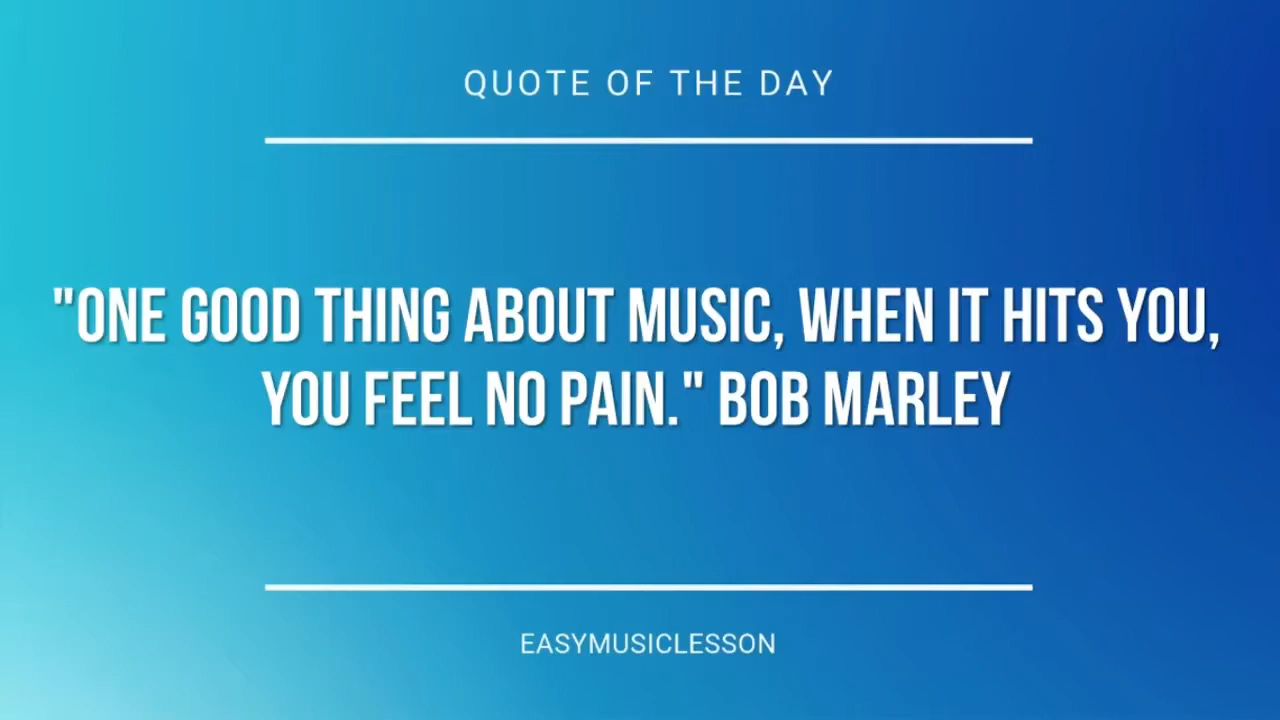 QUOTE OF THE DAY
"ONE GOOD THING ABOUT MUSIC, WHEN IT HITS YOU,
YOU FEEL NO PAIN." BOB MARLEY
EASYMUSICLESSON